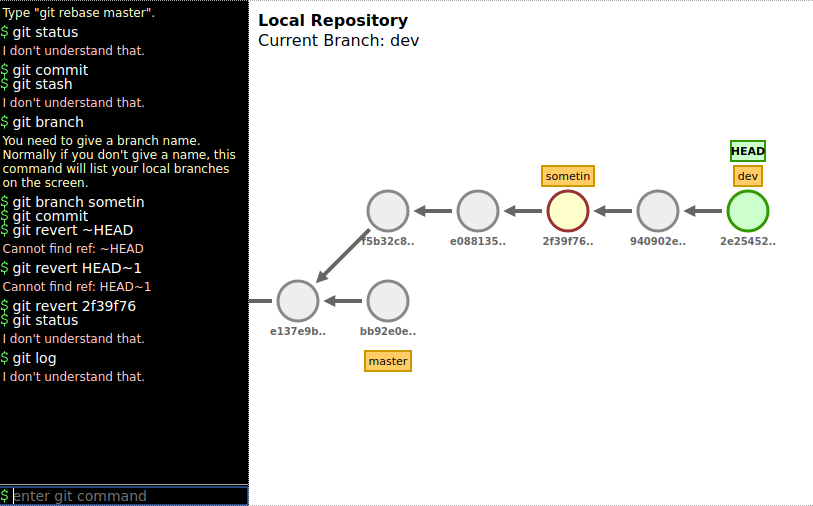 Type "git rebase master".
$ git status
I don't understand that.
$ git commit
$ git stash
I don't understand that.
$ git branch
You need to give a branch name.
Normally if you don't give a name, this
command will list your local branches
on the screen.
$ git branch sometin
$ git commit
$ git revert ~HEAD
Cannot find ref: ~HEAD
$ git revert HEAD~1
Cannot find ref: HEAD~1
$ git revert 2f39f76
$ git status
I don't understand that.
$ git log
I don't understand that.
$ enter git command
Local Repository
Current Branch: dev
HEAD
sometin
dev
f5b32c8..
e088135..
2f39f76..
940902e..
2e25452..
e137e9b..
bb92e0e..
master